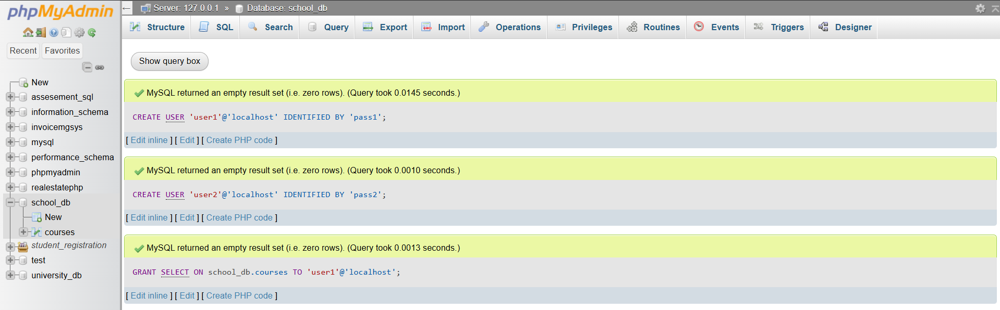 phpMyAdmin
Recent Favorites
New
assesement_sql
information_schema
invoicemgsys
mysql
performance_schema
phpmyadmin
realestatephp
school_db
New
courses
student_registration
test
university_db
Server: 127.0.0.1 » Database: school_db
Structure SQL Search Query Export Import Operations Privileges Routines Events Triggers Designer
Show query box
MySQL returned an empty result set (i.e. zero rows). (Query took 0.0145 seconds.)
CREATE USER 'user1'@'localhost' IDENTIFIED BY 'pass1';
[ Edit inline ] [ Edit ] [ Create PHP code ]
MySQL returned an empty result set (i.e. zero rows). (Query took 0.0010 seconds.)
CREATE USER 'user2'@'localhost' IDENTIFIED BY 'pass2';
[ Edit inline ] [ Edit ] [ Create PHP code ]
MySQL returned an empty result set (i.e. zero rows). (Query took 0.0013 seconds.)
GRANT SELECT ON school_db.courses TO 'user1'@'localhost';
[ Edit inline ] [ Edit ] [ Create PHP code ]